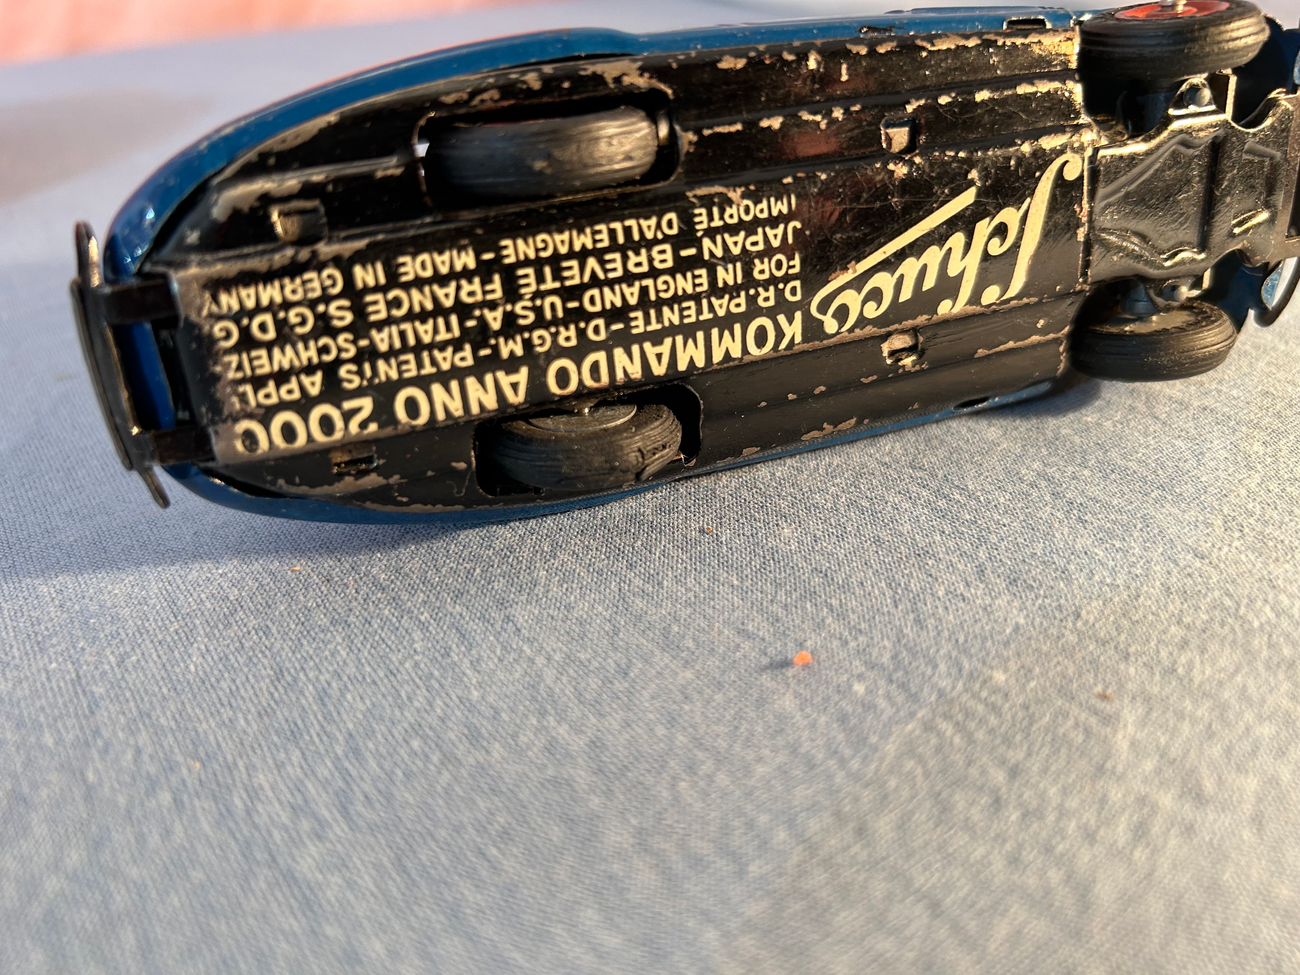 Schuco
KOMMANDO ANNO 2000
D.R.PATENTE-D.R.G.M.-PATENTS APPL.
FOR IN ENGLAND-U.S.A.-ITALIA-SCHWEIZ
JAPAN-BREVETE FRANCE S.G.D.G
IMPORTÉ D'ALLEMAGNE - MADE IN GERMANY